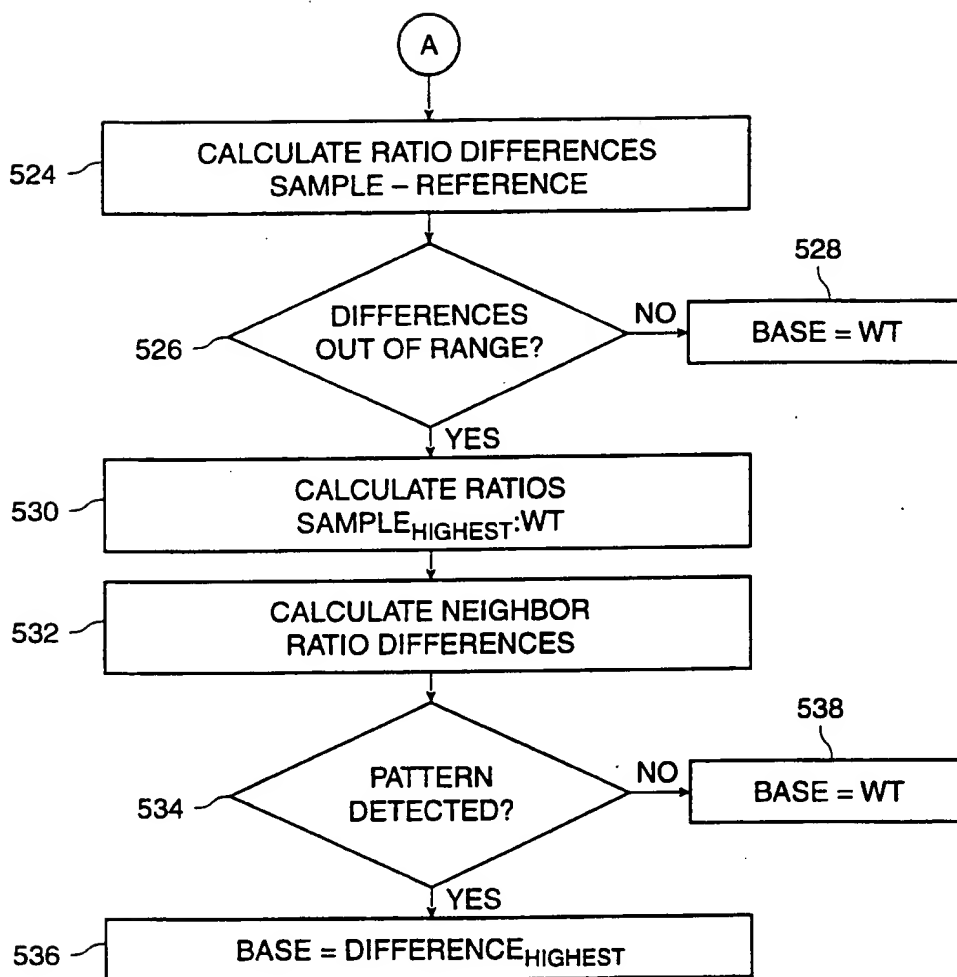 A
524
CALCULATE RATIO DIFFERENCES
SAMPLE – REFERENCE
526
DIFFERENCES
OUT OF RANGE?
NO
528
BASE = WT
YES
530
CALCULATE RATIOS
SAMPLEHIGHEST:WT
532
CALCULATE NEIGHBOR
RATIO DIFFERENCES
534
PATTERN
DETECTED?
NO
538
BASE = WT
YES
536
BASE = DIFFERENCEHIGHEST